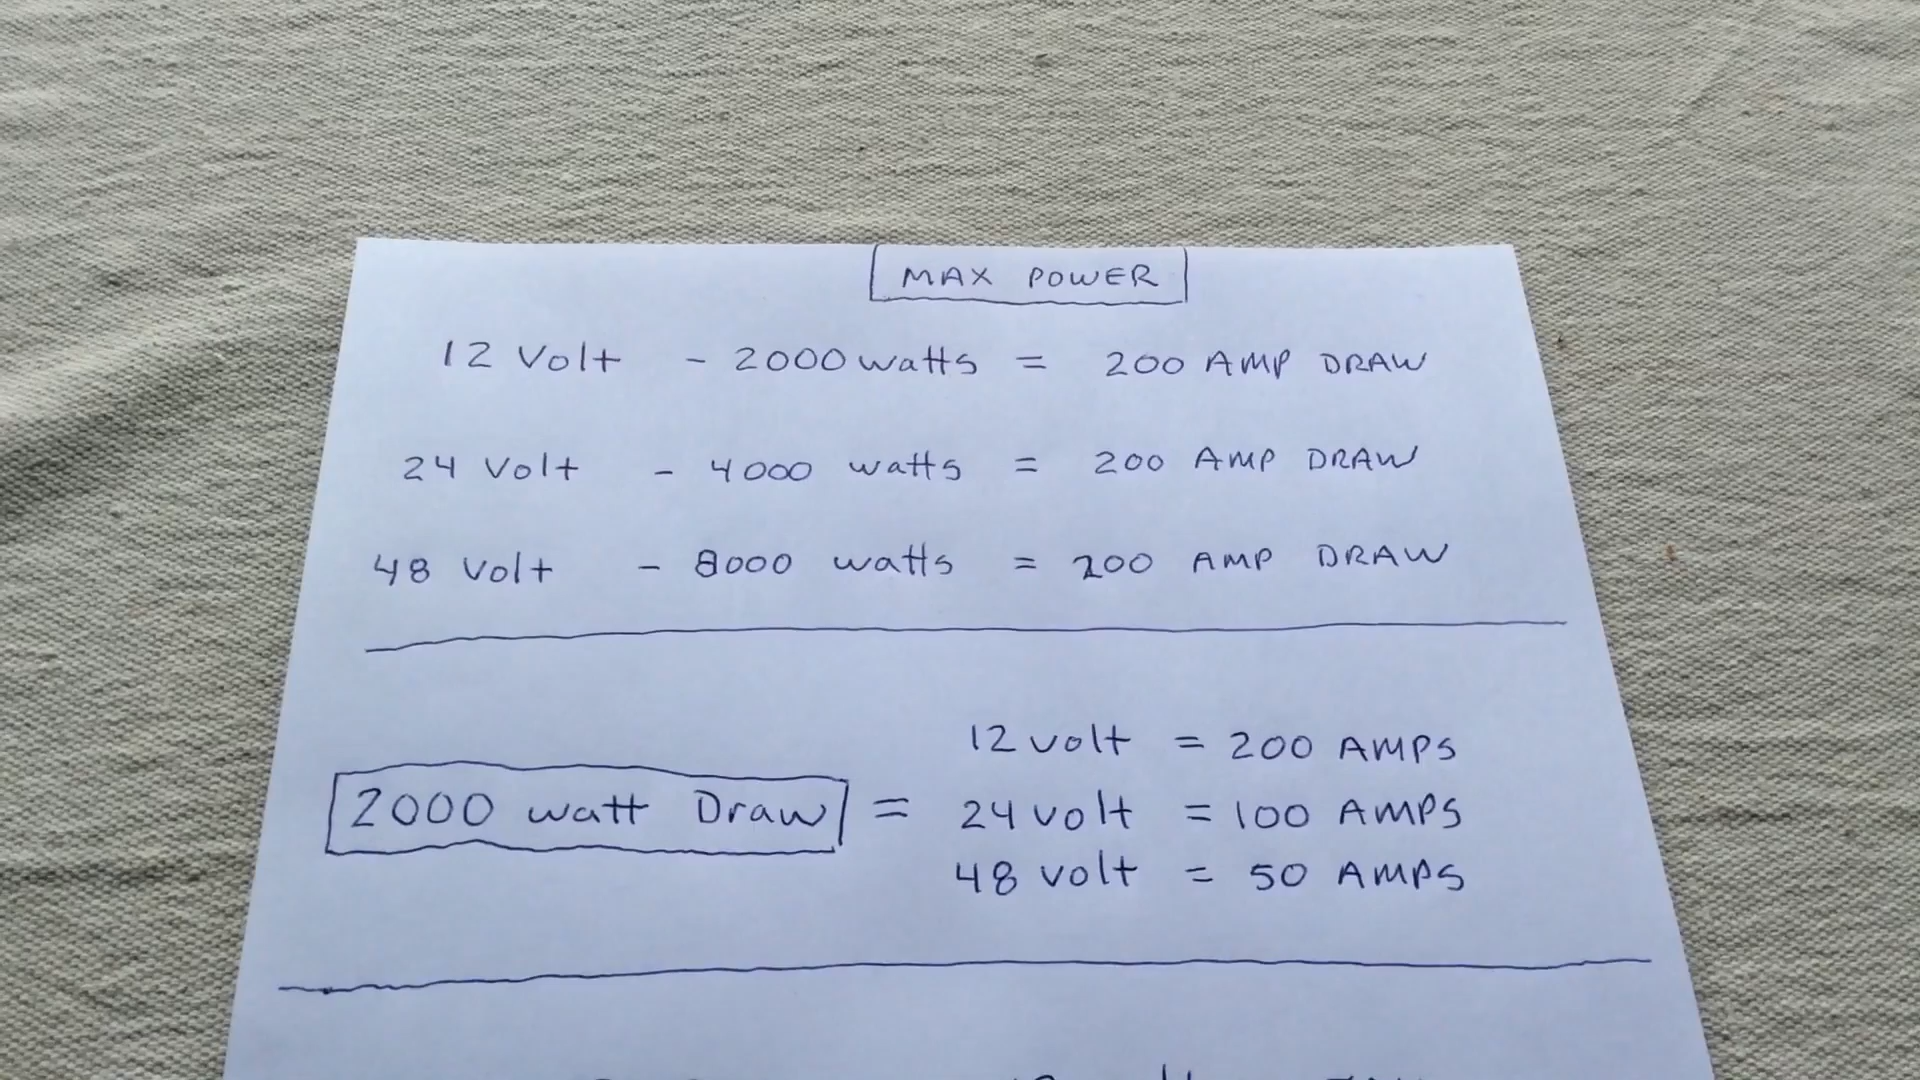 MAX POWER
12 Volt - 2000 watts = 200 AMP DRAW
24 Volt - 4000 watts = 200 AMP DRAW
48 Volt - 8000 watts = 200 AMP DRAW
12 volt = 200 AMPS
2000 watt Draw = 24 volt = 100 AMPS
48 volt = 50 AMPS